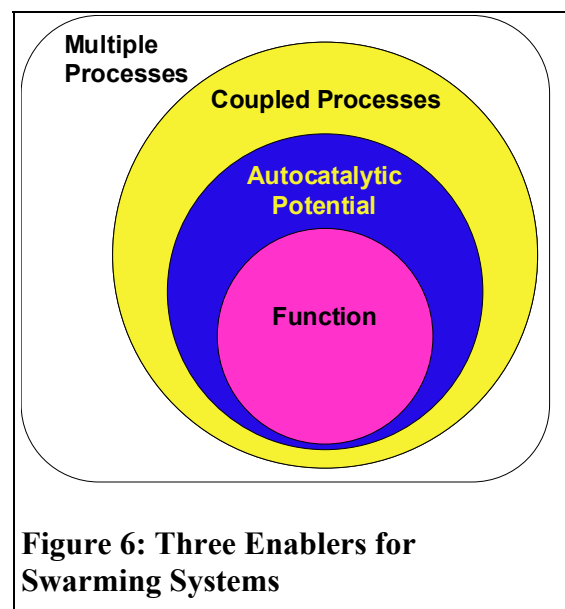 Multiple
Processes
Coupled Processes
Autocatalytic
Potential
Function
Figure 6: Three Enablers for
Swarming Systems